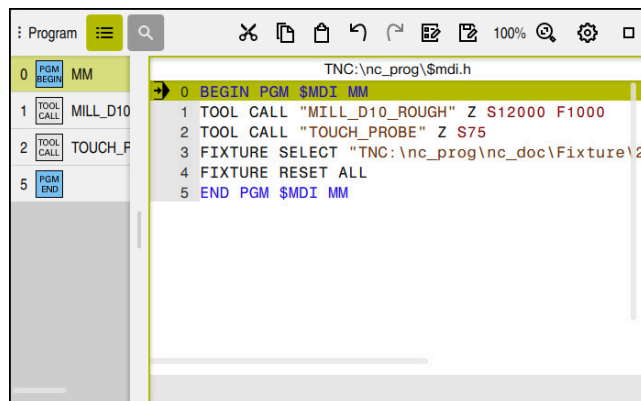 Program 100%
TNC:\nc_prog\$mdi.h
0 PGM BEGIN MM
1 TOOL CALL MILL_D10
2 TOOL CALL TOUCH_P
5 PGM END
0 BEGIN PGM $MDI MM
1 TOOL CALL "MILL_D10_ROUGH" Z S12000 F1000
2 TOOL CALL "TOUCH_PROBE" Z S75
3 FIXTURE SELECT "TNC:\nc_prog\nc_doc\Fixture\2
4 FIXTURE RESET ALL
5 END PGM $MDI MM